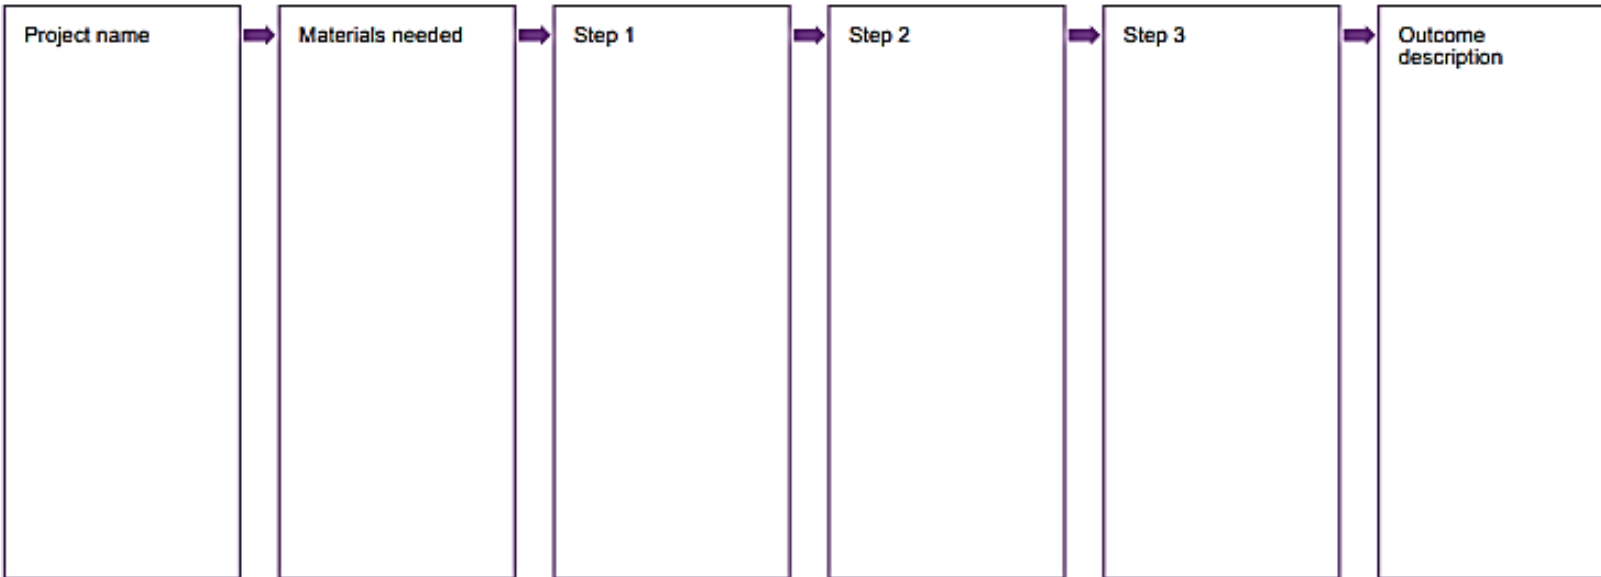 Project name
Materials needed
Step 1
Step 2
Step 3
Outcome
description